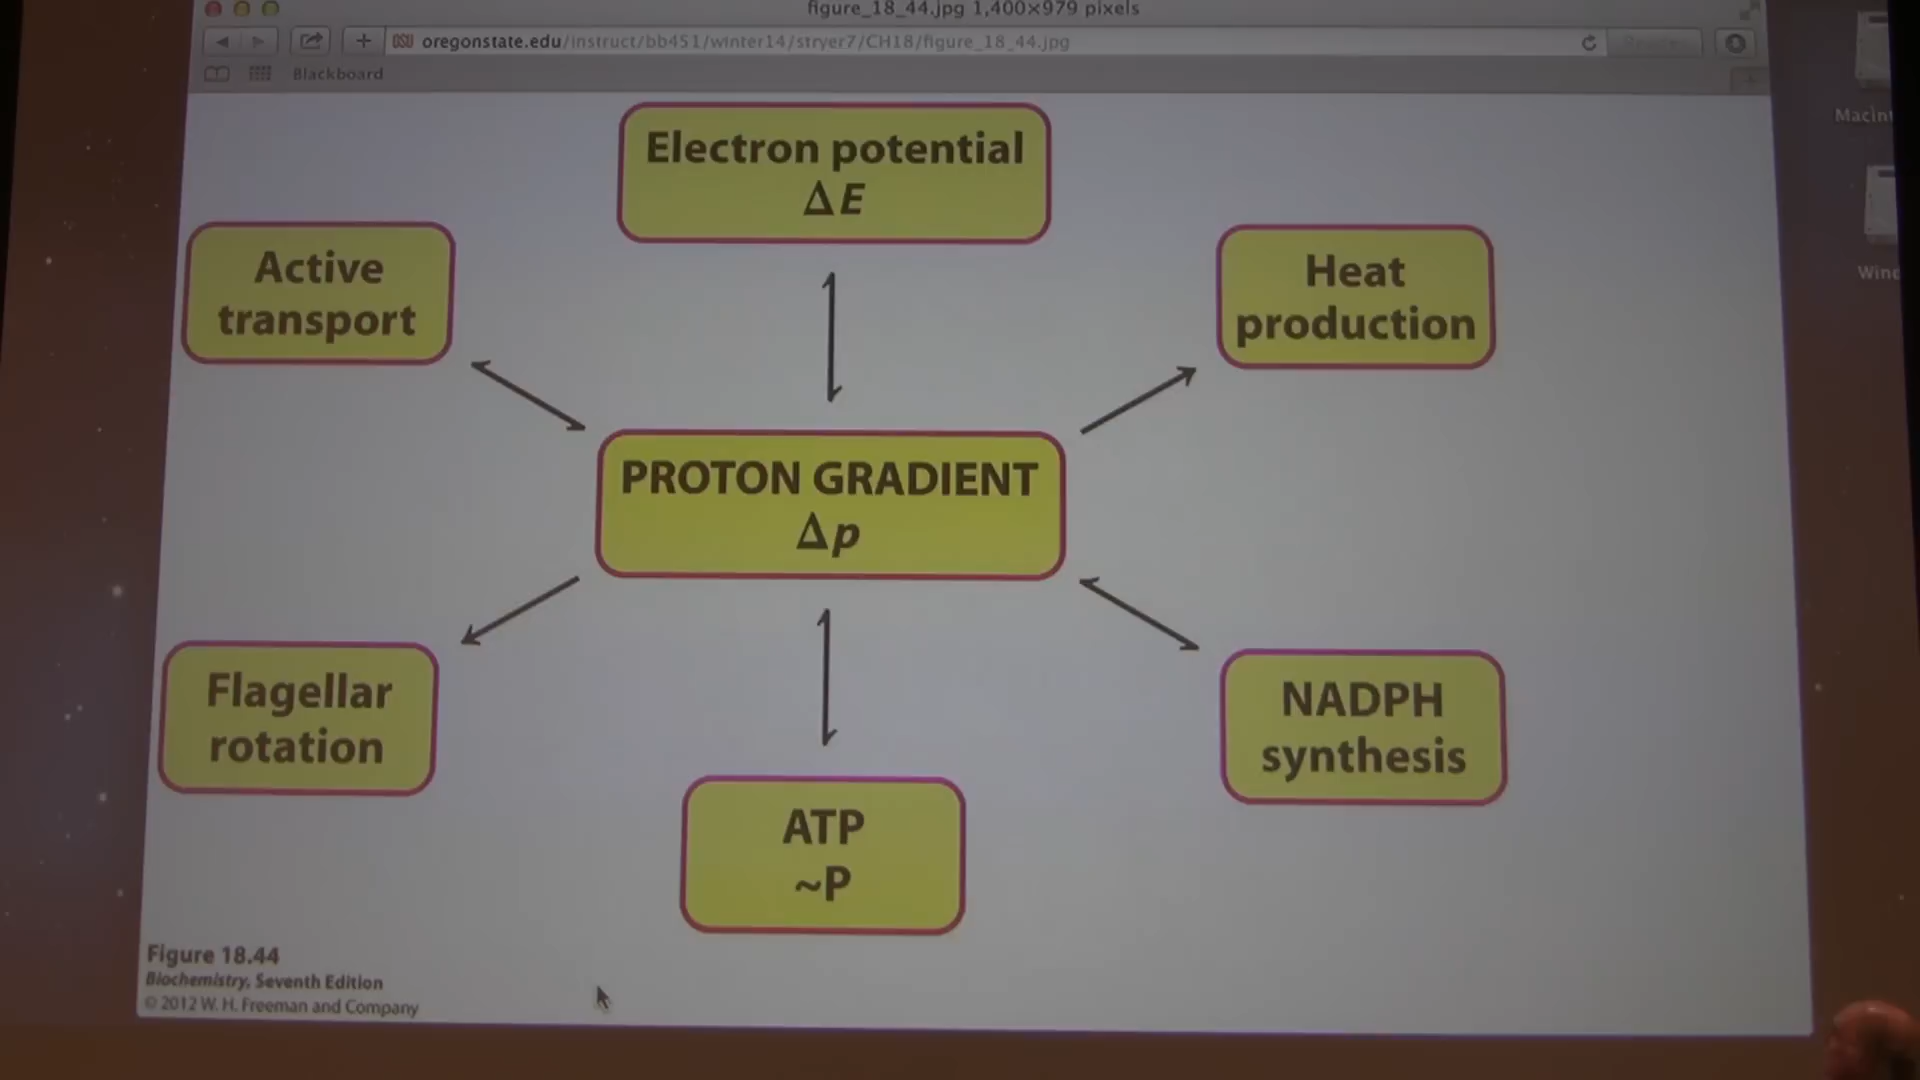 figure_18_44.jpg 1,400×979 pixels
oregonstate.edu/instruct/bb451/winter14/stryer7/CH18/figure_18_44.jpg
Blackboard
Electron potential
ΔE
Active
transport
Heat
production
PROTON GRADIENT
Δp
Flagellar
rotation
NADPH
synthesis
ATP
~P
Figure 18.44
Biochemistry, Seventh Edition
© 2012 W. H. Freeman and Company